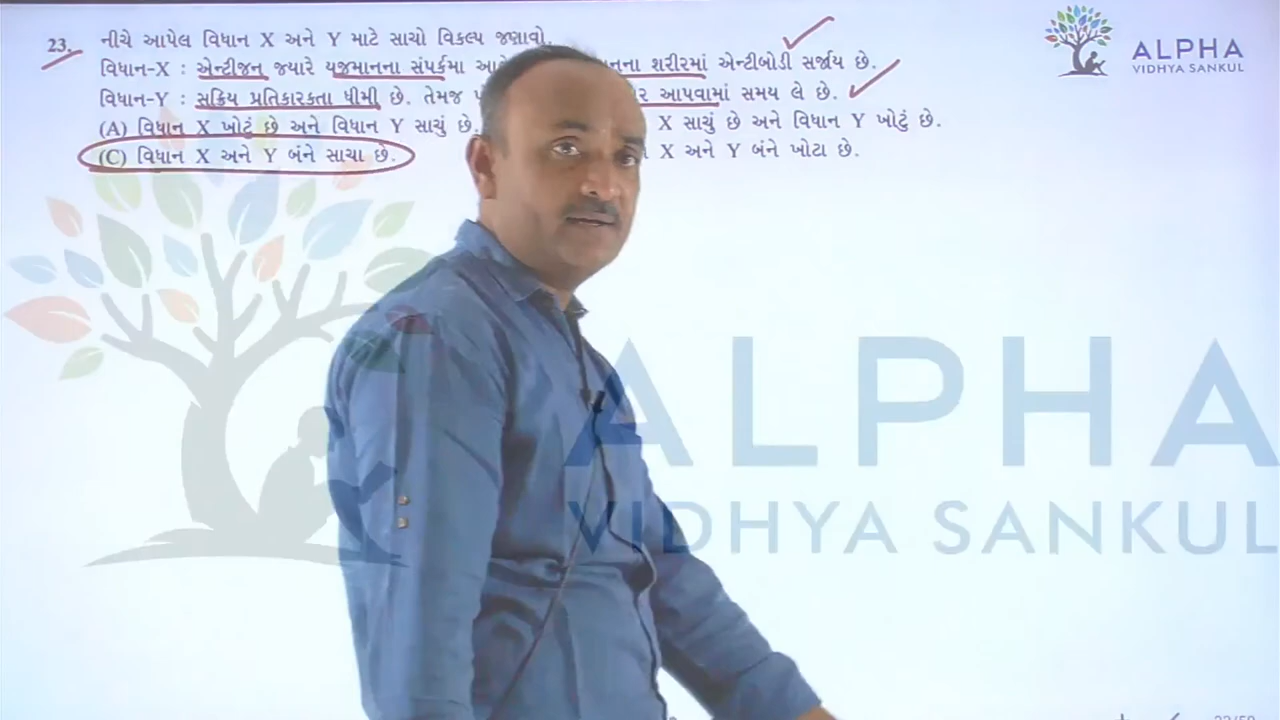 23. નીચે આપેલ વિધાન X અને Y માટે સાચો વિકલ્પ જણાવો.
વિધાન-X : એન્ટીજન જ્યારે યજમાનના સંપર્કમા શરીરમાં એન્ટીબોડી સર્જાય છે.
વિધાન-Y : સક્રિય પ્રતિકારકતા ધીમી છે. તેમજ આપવામાં સમય લે છે.
(A) વિધાન X ખોટું છે અને વિધાન Y સાચું છે. X સાચું છે અને વિધાન Y ખોટું છે.
(C) વિધાન X અને Y બંને સાચા છે. X અને Y બંને ખોટા છે.
ALPHA
VIDHYA SANKUL
ALPHA
VIDHYA SANKUL